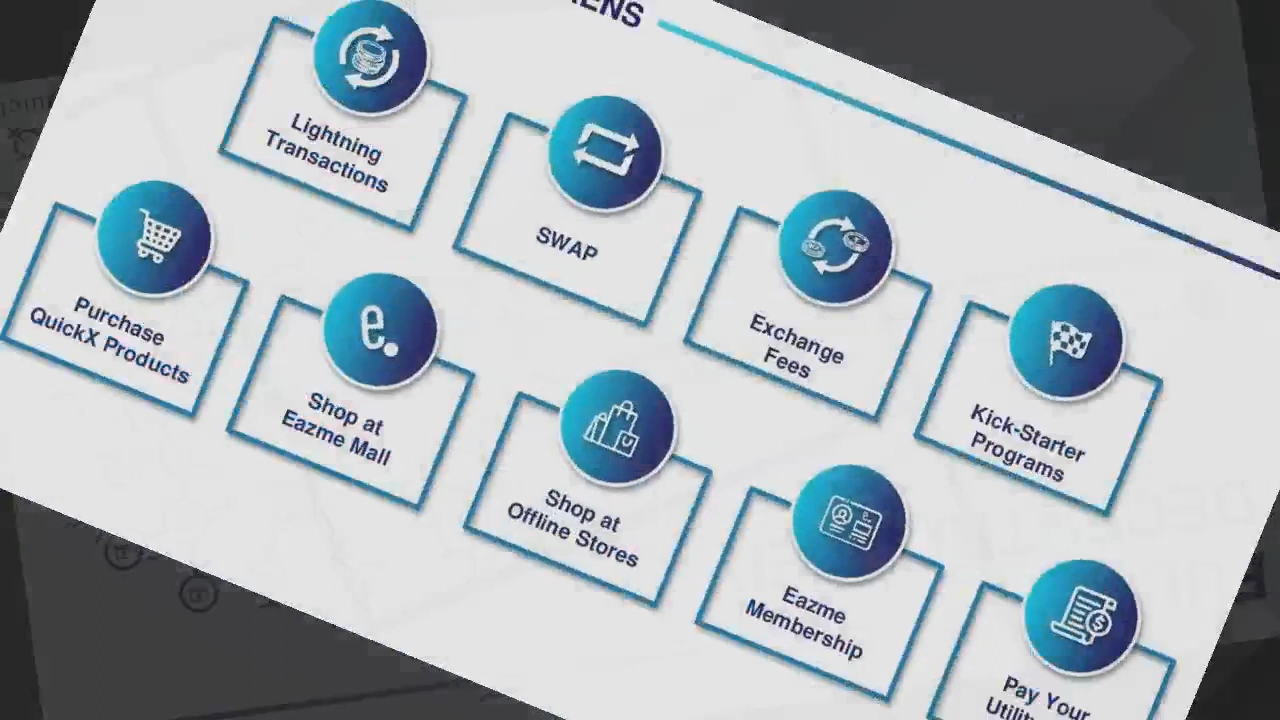 Lightning
Transactions
SWAP
Exchange
Fees
Kick-Starter
Programs
Purchase
QuickX Products
Shop at
Eazme Mall
Shop at
Offline Stores
Eazme
Membership
Pay Your